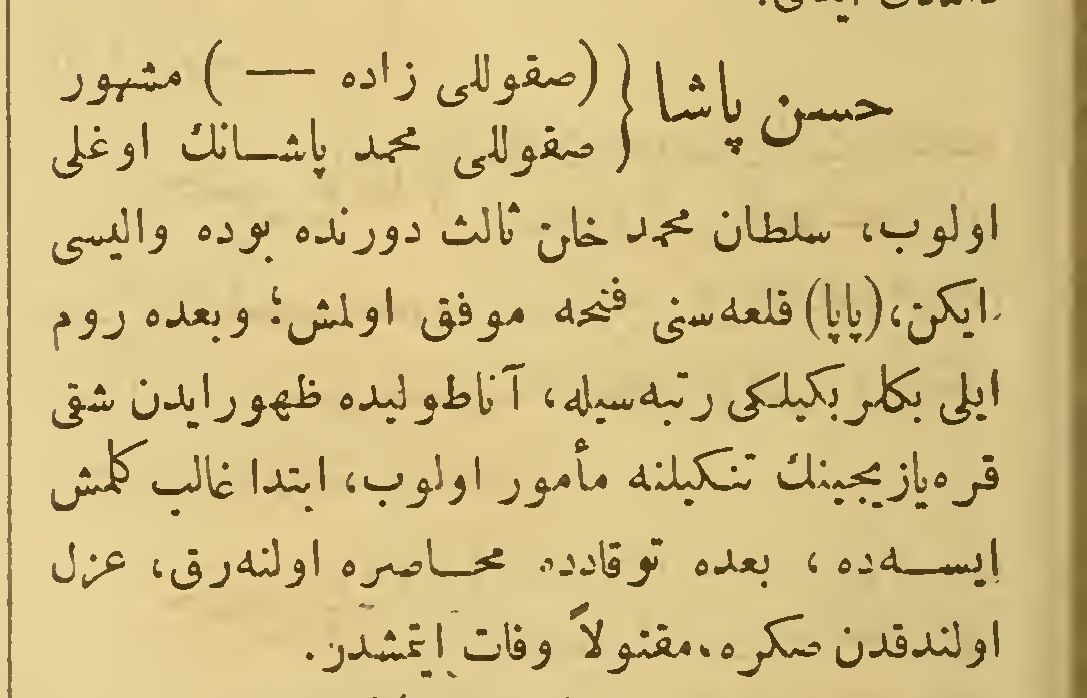 حسن پاشا { (صقوللی زاده —) مشهور
صقوللی محمد پاشانك اوغلی
اولوب، سلطان محمد خان ثالث دورنده بوده والیسی
ایکن، (پاپا) قلعه‌سنی فتحه موفق اولمش؛ و بعده روم
ایلی بکلربکیلکی رتبه‌سیله، آناطولیده ظهور ایدن شقی
قره‌یازیجینك تنکیلنه مأمور اولوب، ابتدا غالب کلمش
ایسه‌ده، بعده توقادده محاصره اولنه‌رق، عزل
اولندقدن صکره، مقتولاً وفات ایتمشدر.